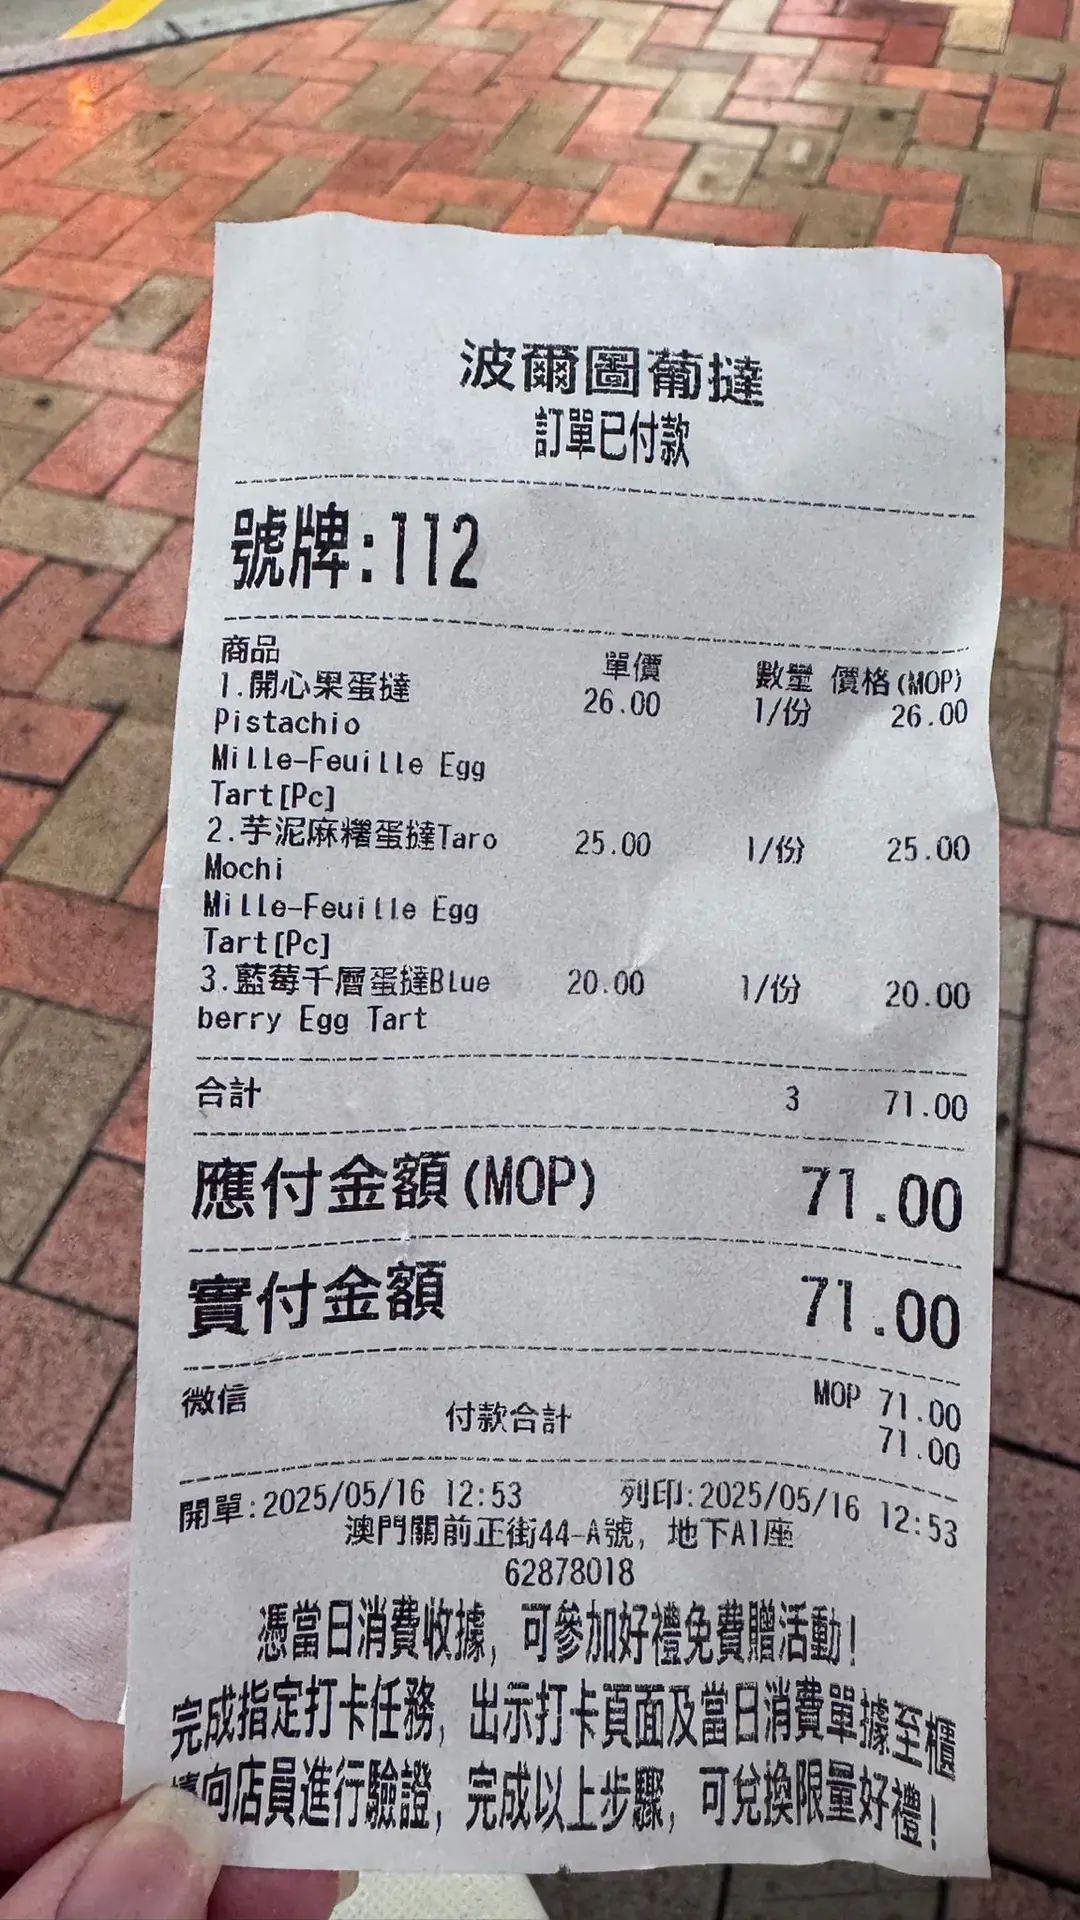 波爾圖葡撻
訂單已付款
號牌:112
商品 單價 數量 價格(MOP)
1.開心果蛋撻 26.00 1/份 26.00
Pistachio
Mille-Feuille Egg
Tart[Pc]
2.芋泥麻糬蛋撻Taro 25.00 1/份 25.00
Mochi
Mille-Feuille Egg
Tart[Pc]
3.藍莓千層蛋撻Blue 20.00 1/份 20.00
berry Egg Tart
合計 3 71.00
應付金額(MOP) 71.00
實付金額 71.00
微信 MOP 71.00
付款合計 71.00
開單:2025/05/16 12:53 列印:2025/05/16 12:53
澳門關前正街44-A號, 地下A1座
62878018
憑當日消費收據, 可參加好禮免費贈活動!
完成指定打卡任務, 出示打卡頁面及當日消費單據至櫃
向店員進行驗證, 完成以上步驟, 可兌換限量好禮!